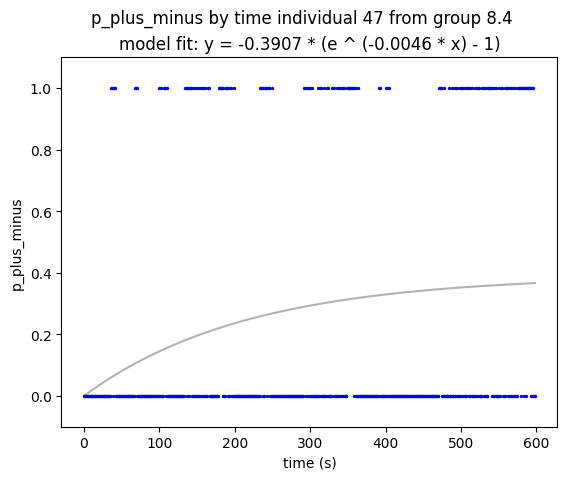 p_plus_minus by time individual 47 from group 8.4
model fit: y = -0.3907 * (e ^ (-0.0046 * x) - 1)
1.0
0.8
0.6
0.4
0.2
0.0
p_plus_minus
0 100 200 300 400 500 600
time (s)